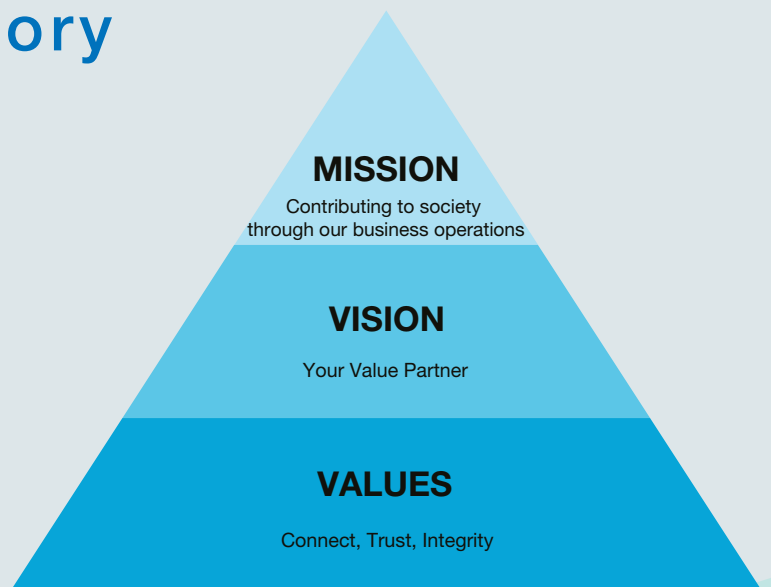 ory
MISSION
Contributing to society
through our business operations
VISION
Your Value Partner
VALUES
Connect, Trust, Integrity